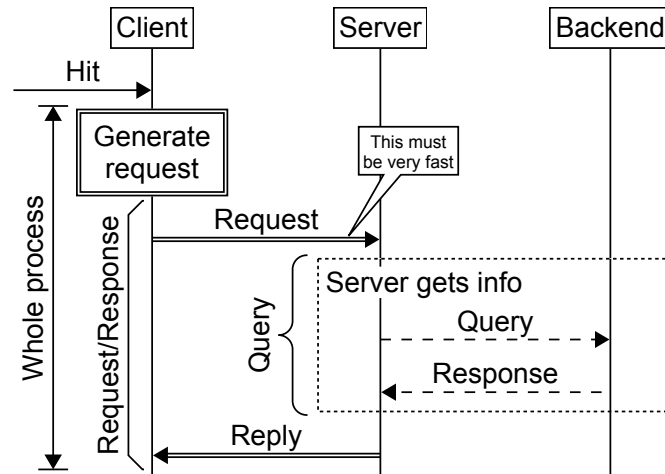 Client
Server
Backend
Hit
Generate
request
This must
be very fast
Request
Whole process
Request/Response
Query
Server gets info
Query
Response
Reply